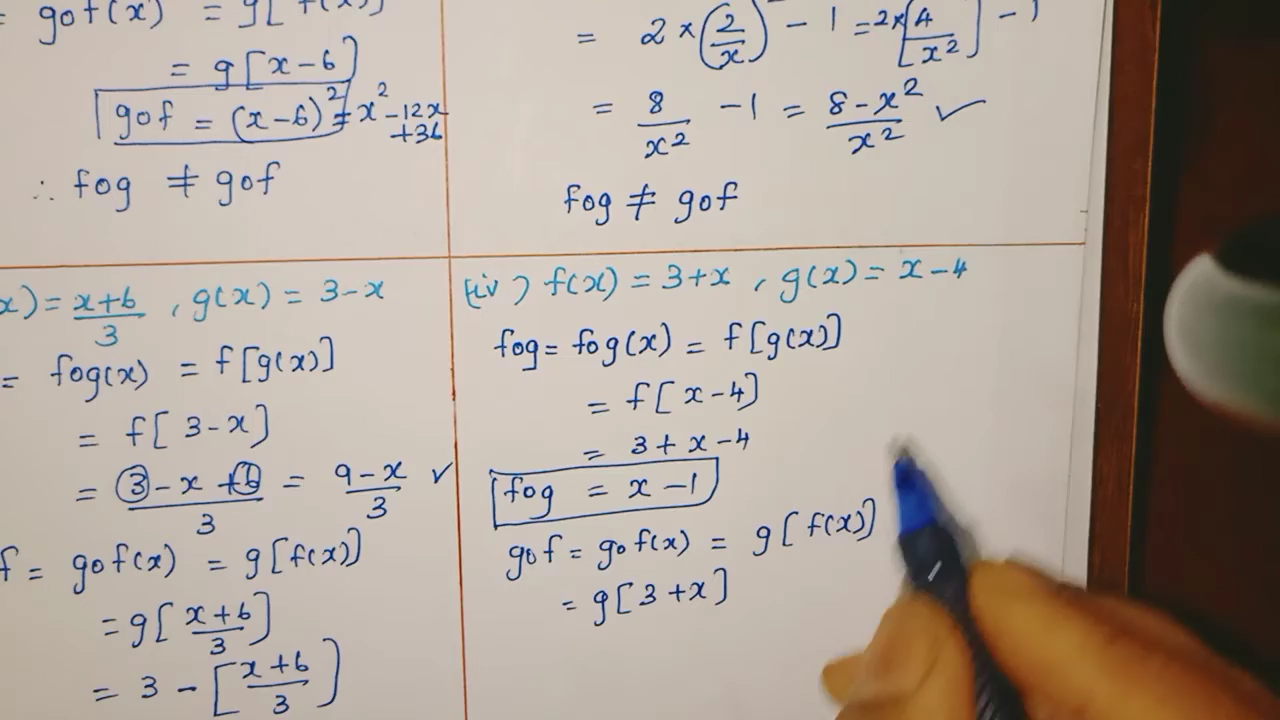 gof(x) = g[f(x)]
= g[x-6]
gof = (x-6)² = x² -12x
+36
∴ fog ≠ gof
= 2 × (2/x) - 1 = 2×[4/x²] - 1
= 8/x² - 1 = (8-x²)/x² ✓
fog ≠ gof
x) = (x+6)/3 , g(x) = 3-x
= fog(x) = f[g(x)]
= f[3-x]
= (3-x+6)/3 = (9-x)/3 ✓
f = gof(x) = g[f(x)]
= g[(x+6)/3]
= 3 - [(x+6)/3]
(iv) f(x) = 3+x , g(x) = x-4
fog = fog(x) = f[g(x)]
= f[x-4]
= 3+x-4
fog = x-1
gof = gof(x) = g[f(x)]
= g[3+x]